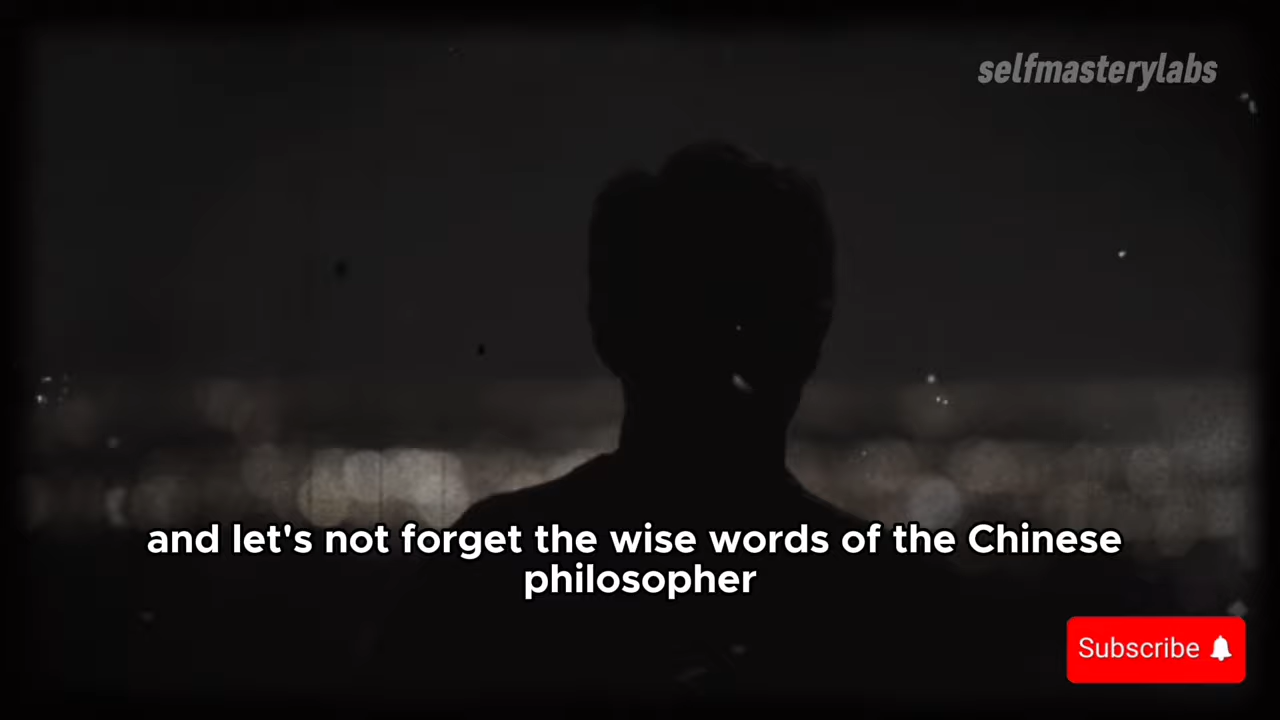 selfmasterylabs
and let's not forget the wise words of the Chinese
philosopher
Subscribe